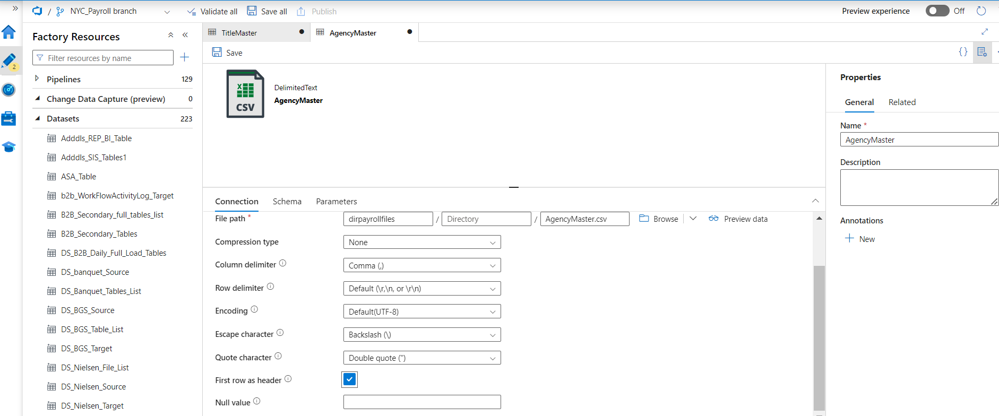 / NYC_Payroll branch Validate all Save all Publish Preview experience Off
Factory Resources
Filter resources by name
2
Pipelines 129
Change Data Capture (preview) 0
Datasets 223
Adddls_REP_BI_Table
Adddls_SIS_Tables1
ASA_Table
b2b_WorkFlowActivityLog_Target
B2B_Secondary_full_tables_list
B2B_Secondary_Tables
DS_B2B_Daily_Full_Load_Tables
DS_banquet_Source
DS_Banquet_Tables_List
DS_BGS_Source
DS_BGS_Table_List
DS_BGS_Target
DS_Nielsen_File_List
DS_Nielsen_Source
DS_Nielsen_Target
TitleMaster AgencyMaster
Save {}
X
CSV
DelimitedText
AgencyMaster
Connection Schema Parameters
File path * dirpayrollfiles / Directory / AgencyMaster.csv Browse Preview data
Compression type None
Column delimiter Comma (,)
Row delimiter Default (\r,\n, or \r\n)
Encoding Default(UTF-8)
Escape character Backslash (\)
Quote character Double quote (")
First row as header
Null value
Properties
General Related
Name *
AgencyMaster
Description
Annotations
New